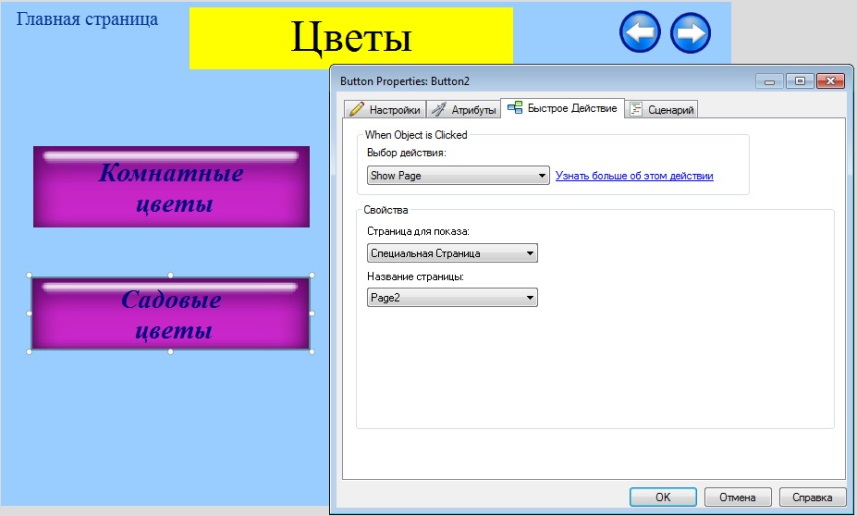 Главная страница
Цветы
Button Properties: Button2
Настройки Атрибуты Быстрое Действие Сценарий
When Object is Clicked
Выбор действия:
Show Page Узнать больше об этом действии
Свойства
Страница для показа:
Специальная Страница
Название страницы:
Page2
OK Отмена Справка
Комнатные
цветы
Садовые
цветы